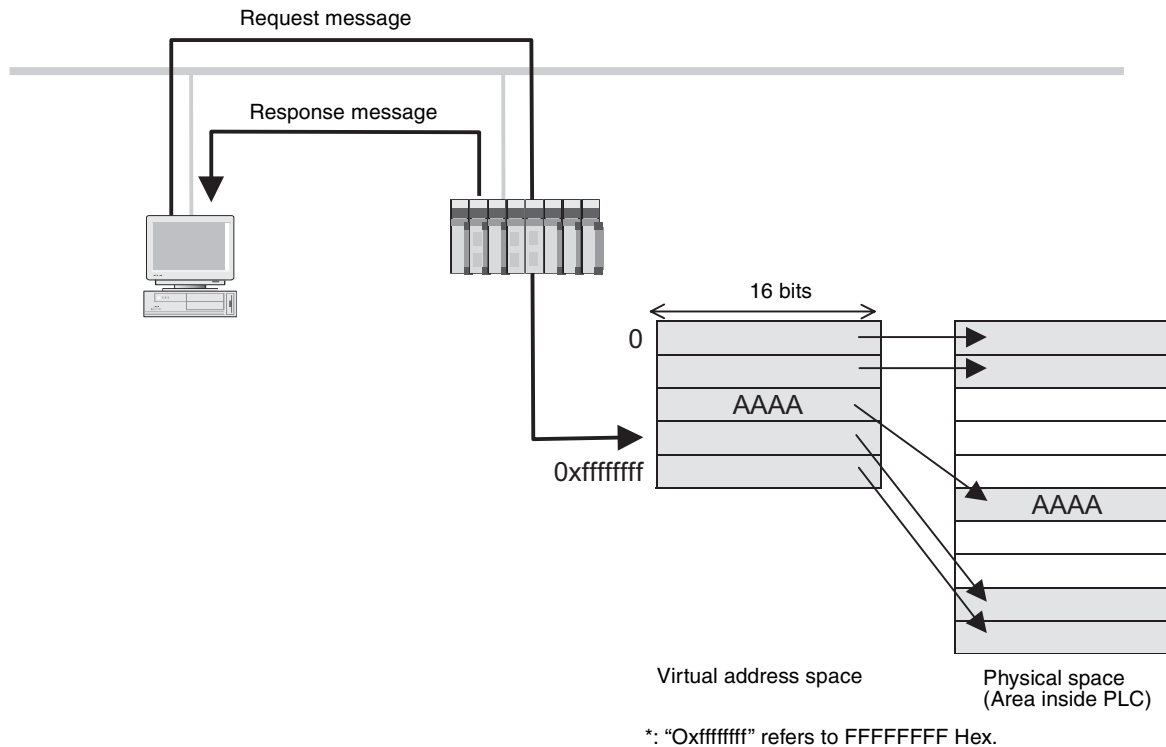 Request message
Response message
16 bits
0
AAAA
0xffffffff
AAAA
Virtual address space
Physical space
(Area inside PLC)
*: “Oxffffffff” refers to FFFFFFFF Hex.